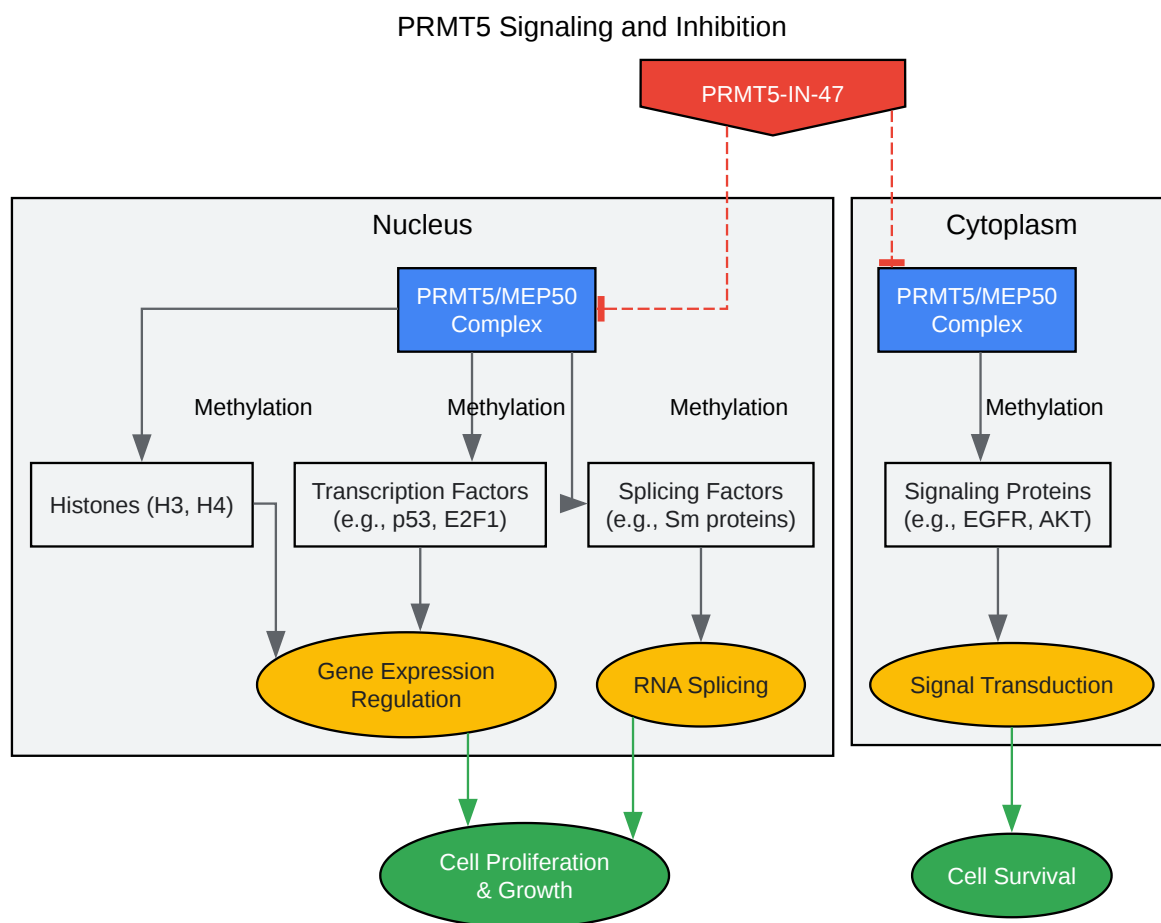 PRMT5 Signaling and Inhibition
PRMT5-IN-47
Nucleus
Cytoplasm
PRMT5/MEP50
Complex
PRMT5/MEP50
Complex
Methylation
Methylation
Methylation
Methylation
Histones (H3, H4)
Transcription Factors
(e.g., p53, E2F1)
Splicing Factors
(e.g., Sm proteins)
Signaling Proteins
(e.g., EGFR, AKT)
Gene Expression
Regulation
RNA Splicing
Signal Transduction
Cell Proliferation
& Growth
Cell Survival